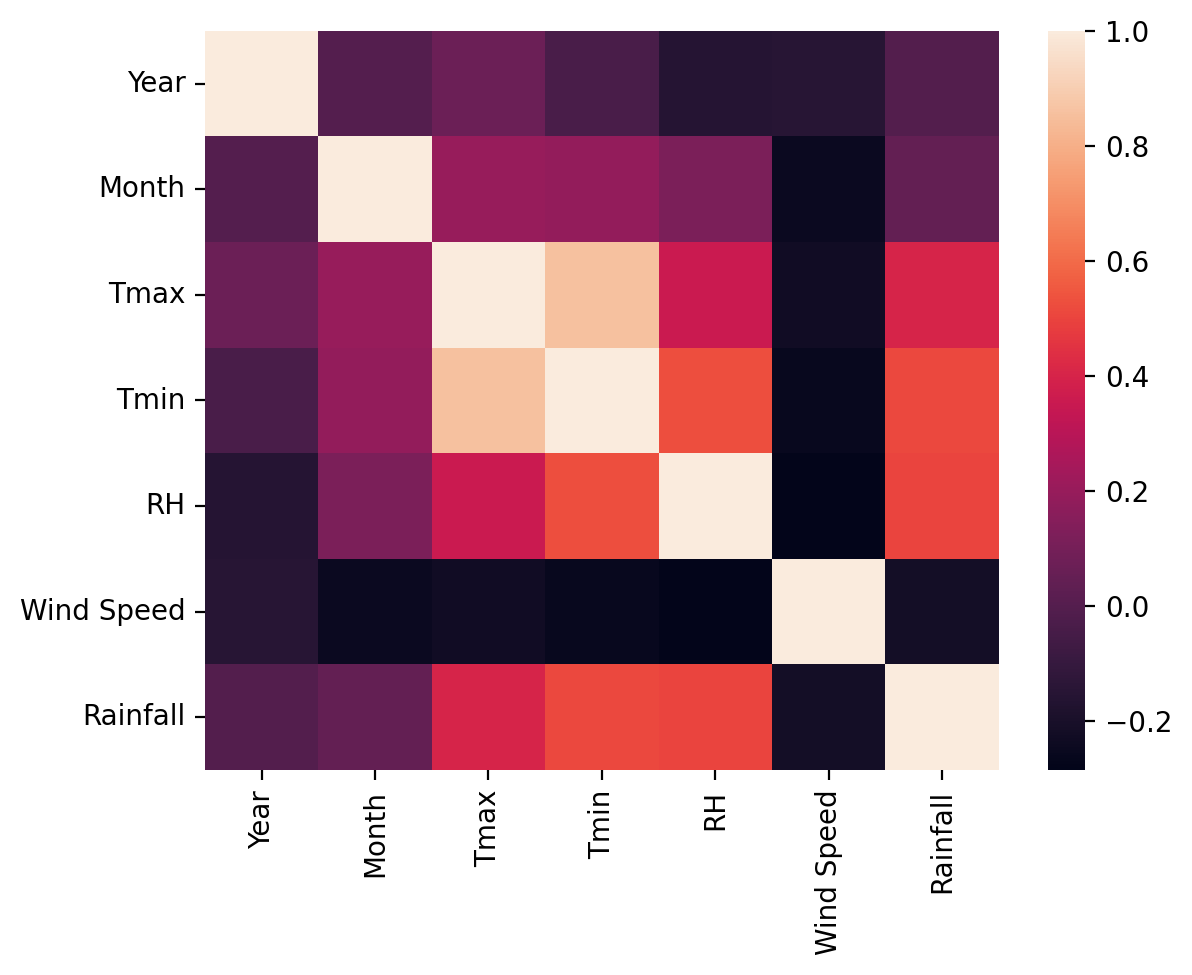 Year
Month
Tmax
Tmin
RH
Wind Speed
Rainfall
Year
Month
Tmax
Tmin
RH
Wind Speed
Rainfall
1.0
0.8
0.6
0.4
0.2
0.0
−0.2